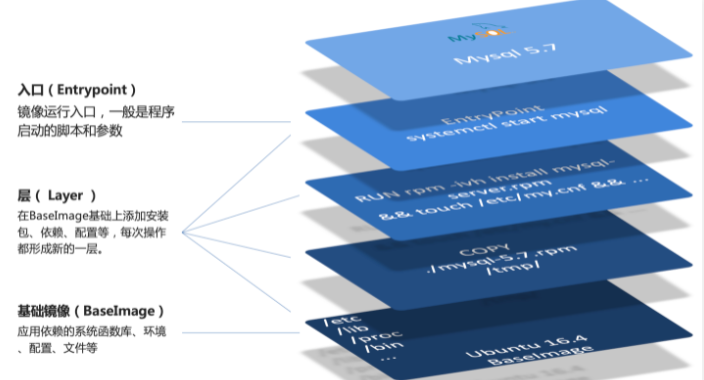 入口（Entrypoint）
镜像运行入口，一般是程序
启动的脚本和参数
层（ Layer ）
在BaseImage基础上添加安装
包、依赖、配置等，每次操作
都形成新的一层。
基础镜像（BaseImage）
应用依赖的系统函数库、环境
、配置、文件等
MySQL
Mysql 5.7
EntryPoint
systemctl start mysql
RUN rpm -ivh install mysql-
server.rpm
&& touch /etc/my.cnf && ...
COPY
./mysql-5.7.rpm
/tmp/
/etc
/lib
/proc
/bin
...
Ubuntu 16.4
BaseImage